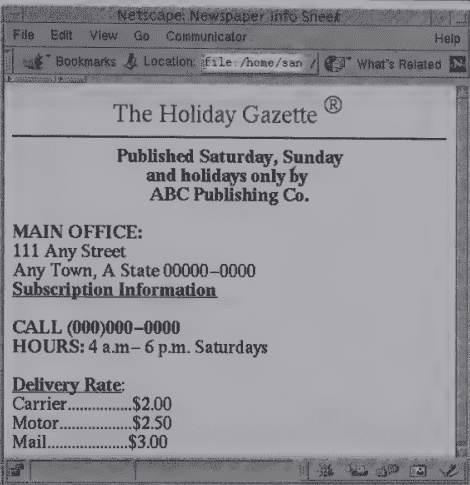 Netscape: Newspaper Info Sheet
File Edit View Go Communicator Help
Bookmarks Location: file:/home/san / What's Related N
The Holiday Gazette ®
Published Saturday, Sunday
and holidays only by
ABC Publishing Co.
MAIN OFFICE:
111 Any Street
Any Town, A State 00000–0000
Subscription Information
CALL (000)000–0000
HOURS: 4 a.m– 6 p.m. Saturdays
Delivery Rate:
Carrier................$2.00
Motor..................$2.50
Mail....................$3.00